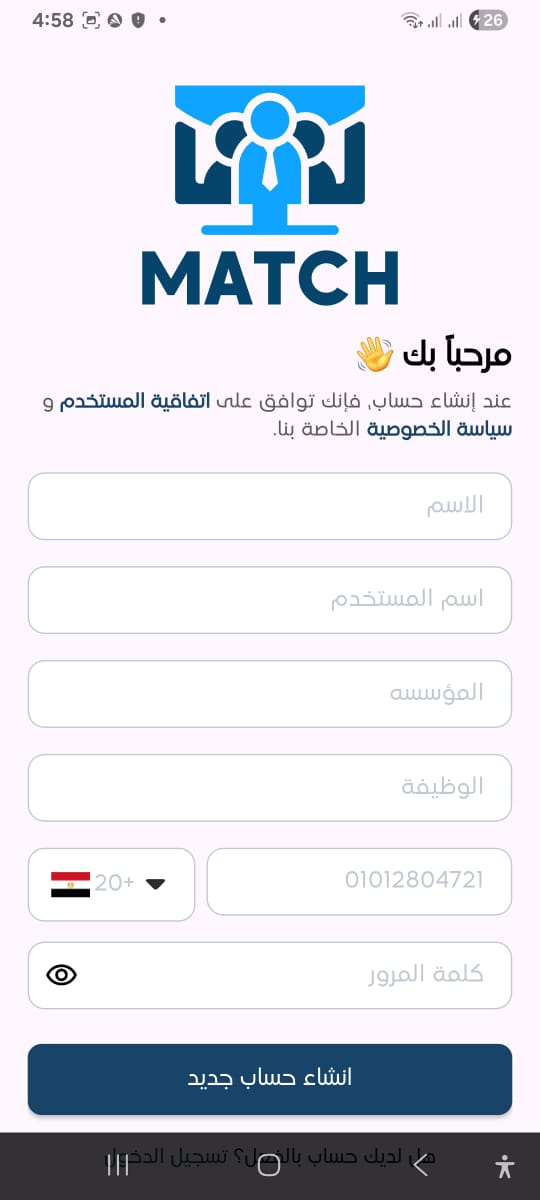 4:58
26
MATCH
مرحباً بك 👋
عند إنشاء حساب, فإنك توافق على اتفاقية المستخدم و
سياسة الخصوصية الخاصة بنا.
الاسم
اسم المستخدم
المؤسسه
الوظيفة
20+
01012804721
كلمة المرور
انشاء حساب جديد
هل لديك حساب بالفعل؟ تسجيل الدخول